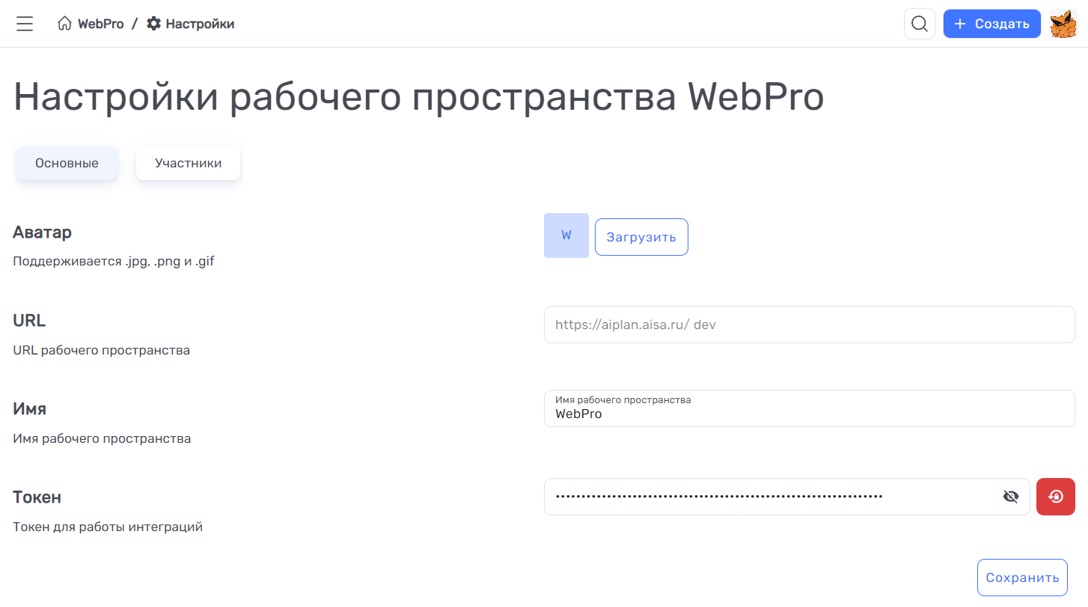 WebPro / Настройки
+ Создать
Настройки рабочего пространства WebPro
Основные
Участники
Аватар
Поддерживается .jpg, .png и .gif
W
Загрузить
URL
URL рабочего пространства
https://aiplan.aisa.ru/ dev
Имя
Имя рабочего пространства
Имя рабочего пространства
WebPro
Токен
Токен для работы интеграций
Сохранить